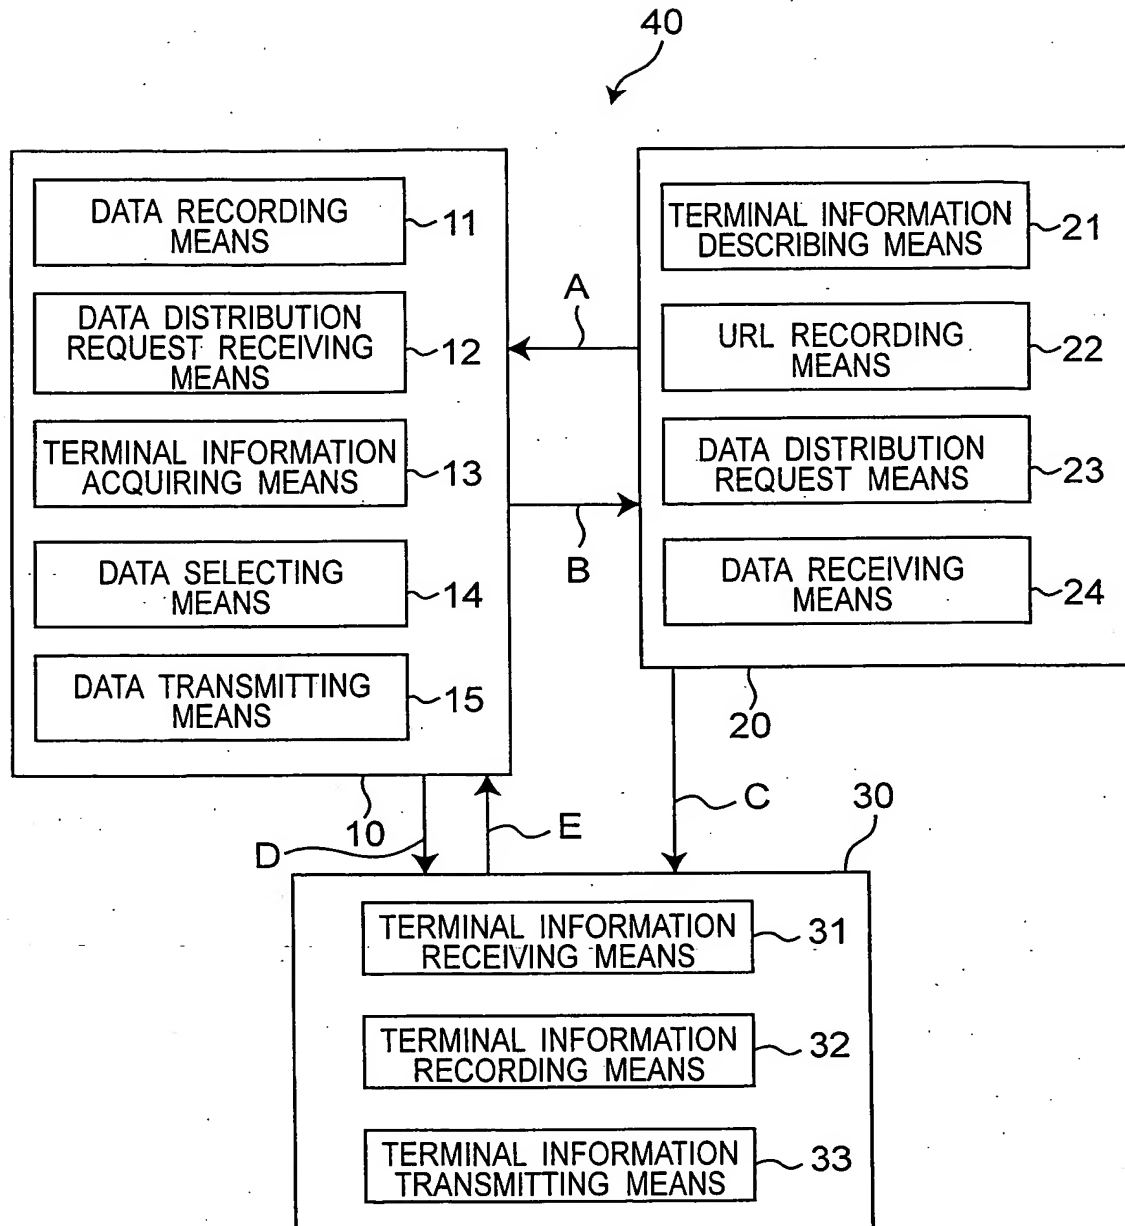 40
DATA RECORDING
MEANS
11
DATA DISTRIBUTION
REQUEST RECEIVING
MEANS
12
TERMINAL INFORMATION
ACQUIRING MEANS
13
DATA SELECTING
MEANS
14
DATA TRANSMITTING
MEANS
15
10
A
B
TERMINAL INFORMATION
DESCRIBING MEANS
21
URL RECORDING
MEANS
22
DATA DISTRIBUTION
REQUEST MEANS
23
DATA RECEIVING
MEANS
24
20
D
E
C
30
TERMINAL INFORMATION
RECEIVING MEANS
31
TERMINAL INFORMATION
RECORDING MEANS
32
TERMINAL INFORMATION
TRANSMITTING MEANS
33